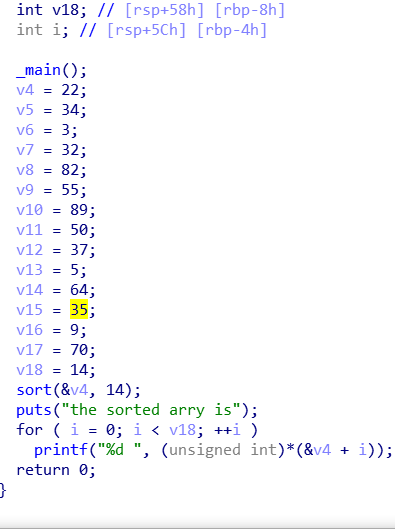 int v18; // [rsp+58h] [rbp-8h]
int i; // [rsp+5Ch] [rbp-4h]
_main();
v4 = 22;
v5 = 34;
v6 = 3;
v7 = 32;
v8 = 82;
v9 = 55;
v10 = 89;
v11 = 50;
v12 = 37;
v13 = 5;
v14 = 64;
v15 = 35;
v16 = 9;
v17 = 70;
v18 = 14;
sort(&v4, 14);
puts("the sorted arry is");
for ( i = 0; i < v18; ++i )
printf("%d ", (unsigned int)*(&v4 + i));
return 0;
}